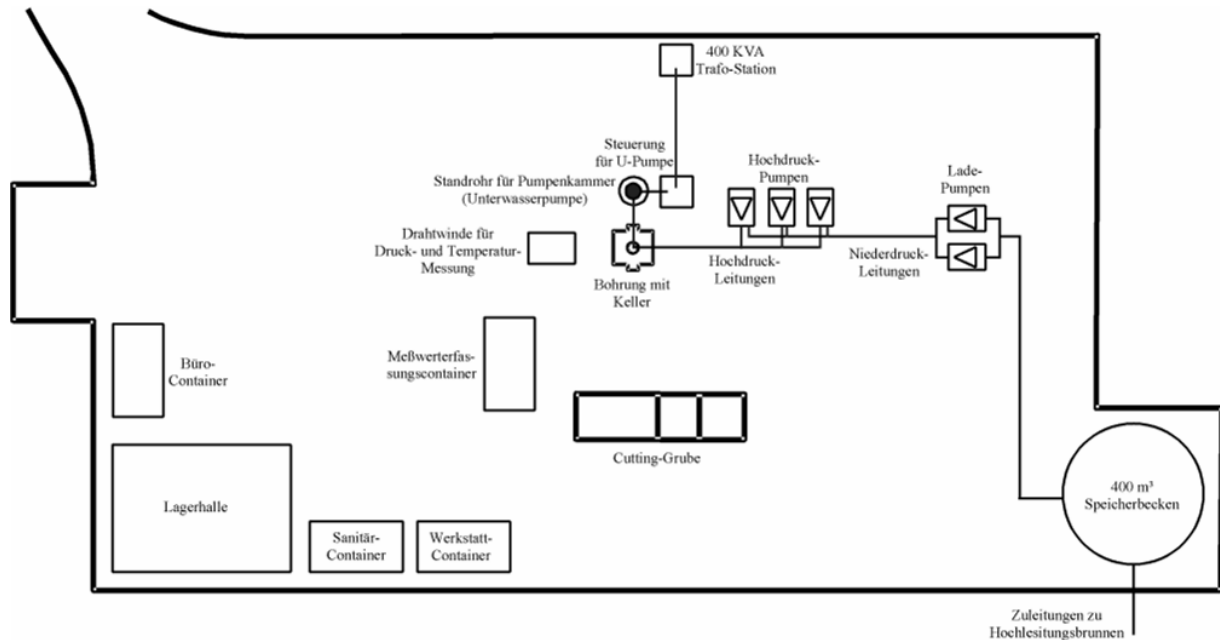 400 KVA
Trafo-Station
Steuerung
für U-Pumpe
Hochdruck-
Pumpen
Lade-
Pumpen
Standrohr für Pumpenkammer
(Unterwasserpumpe)
Drahtwinde für
Druck- und Temperatur-
Messung
Bohrung mit
Keller
Hochdruck-
Leitungen
Niederdruck-
Leitungen
Büro-
Container
Meßwerterfas-
sungscontainer
Cutting-Grube
Lagerhalle
Sanitär-
Container
Werkstatt-
Container
400 m³
Speicherbecken
Zuleitungen zu
Hochlesitungsbrunnen